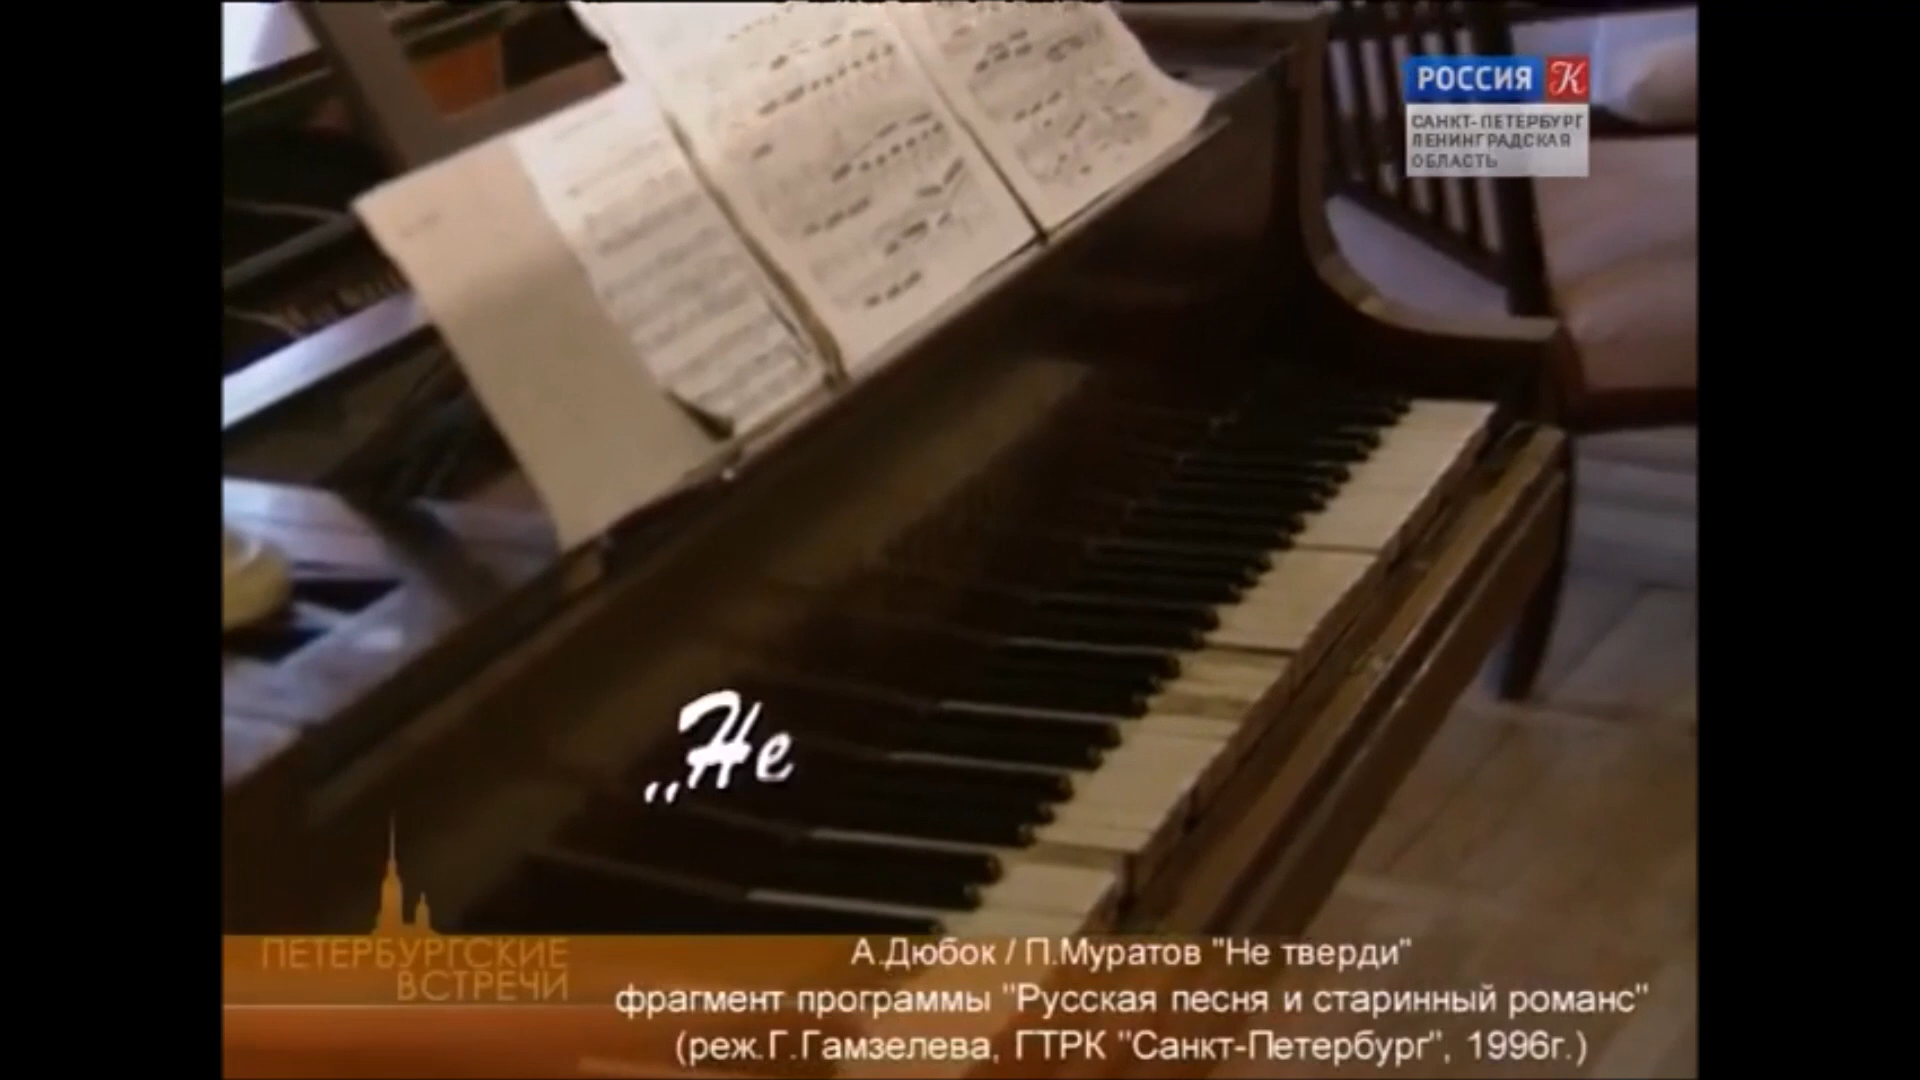 РОССИЯ К
САНКТ-ПЕТЕРБУРГ
ЛЕНИНГРАДСКАЯ
ОБЛАСТЬ
„Не
ПЕТЕРБУРГСКИЕ
ВСТРЕЧИ
А.Дюбок / П.Муратов "Не тверди"
фрагмент программы "Русская песня и старинный романс"
(реж.Г.Гамзелева, ГТРК "Санкт-Петербург", 1996г.)